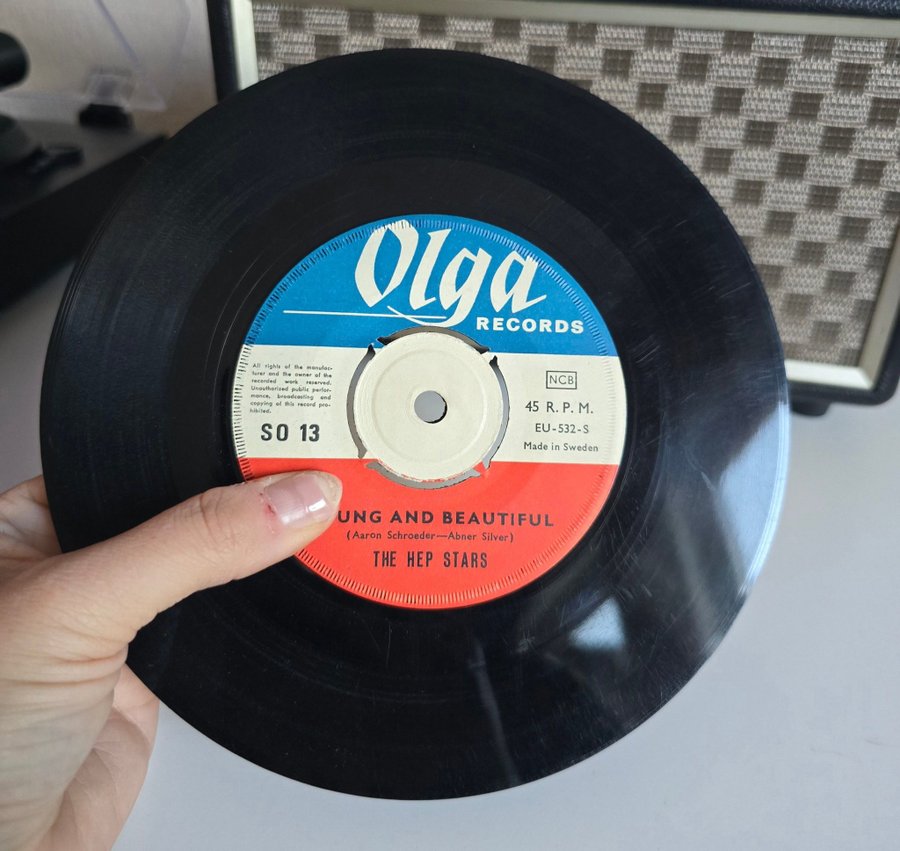 Olga
RECORDS
All rights of the manufac-
turer and the owner of the
recorded work reserved.
Unauthorized public perfor-
mance, broadcasting and
copying of this record pro-
hibited.
SO 13
NCB
45 R. P. M.
EU-532-S
Made in Sweden
UNG AND BEAUTIFUL
(Aaron Schroeder—Abner Silver)
THE HEP STARS